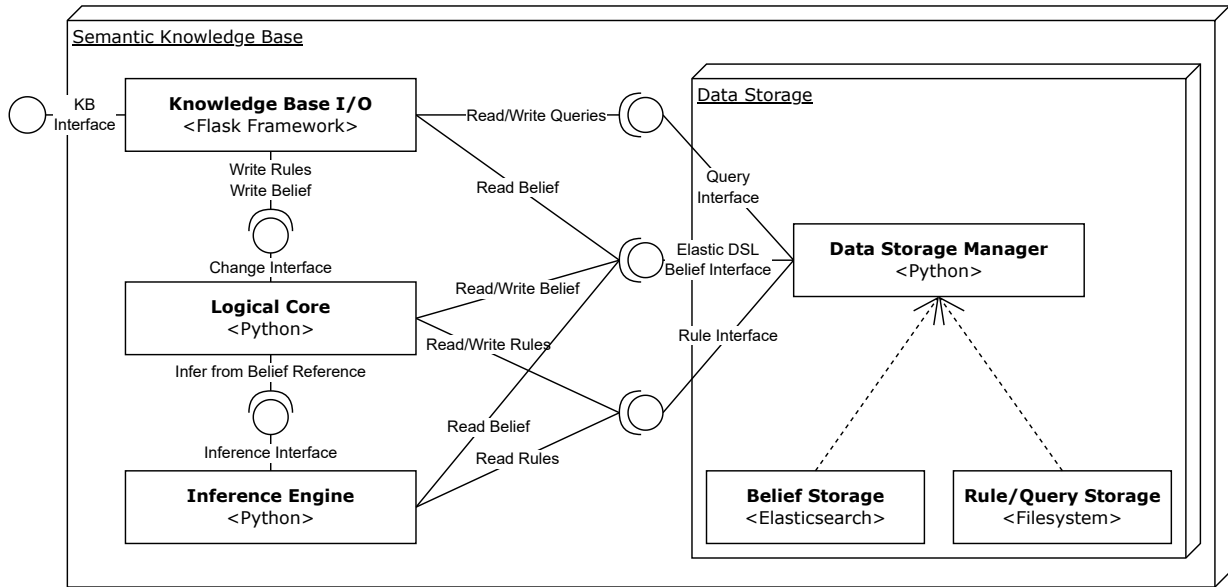 Semantic Knowledge Base
KB
Interface
Knowledge Base I/O
<Flask Framework>
Read/Write Queries
Data Storage
Write Rules
Write Belief
Read Belief
Query
Interface
Change Interface
Elastic DSL
Belief Interface
Data Storage Manager
<Python>
Logical Core
<Python>
Read/Write Belief
Read/Write Rules
Rule Interface
Infer from Belief Reference
Inference Interface
Read Belief
Read Rules
Inference Engine
<Python>
Belief Storage
<Elasticsearch>
Rule/Query Storage
<Filesystem>